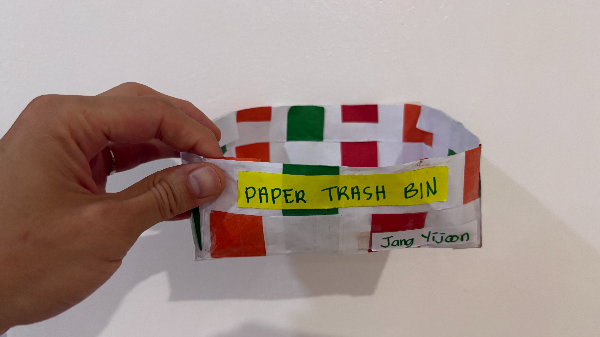 PAPER TRASH BIN
Jang Yijoon